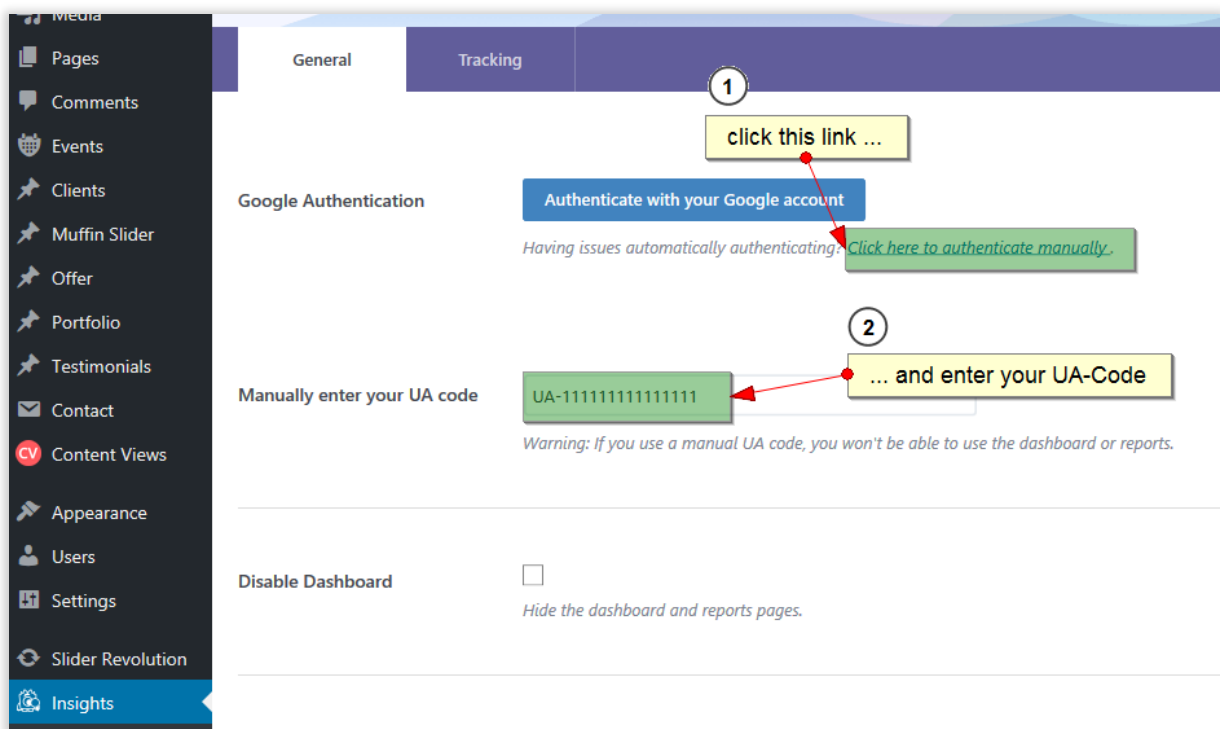 Media
Pages
Comments
Events
Clients
Muffin Slider
Offer
Portfolio
Testimonials
Contact
CV Content Views
Appearance
Users
Settings
Slider Revolution
Insights
General Tracking
1
click this link ...
Google Authentication Authenticate with your Google account
Having issues automatically authenticating? Click here to authenticate manually .
2
... and enter your UA-Code
Manually enter your UA code UA-111111111111111
Warning: If you use a manual UA code, you won't be able to use the dashboard or reports.
Disable Dashboard
Hide the dashboard and reports pages.